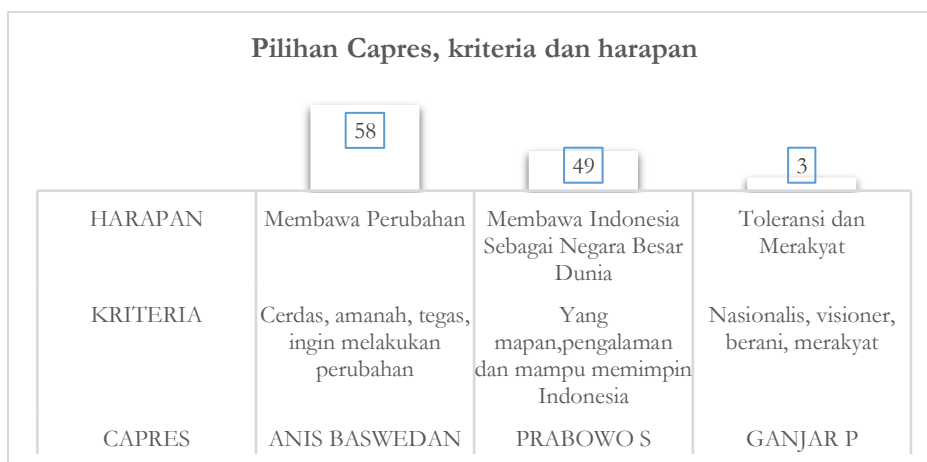 Pilihan Capres, kriteria dan harapan
58
49
3
HARAPAN
Membawa Perubahan
Membawa Indonesia
Sebagai Negara Besar
Dunia
Toleransi dan
Merakyat
KRITERIA
Cerdas, amanah, tegas,
ingin melakukan
perubahan
Yang
mapan,pengalaman
dan mampu memimpin
Indonesia
Nasionalis, visioner,
berani, merakyat
CAPRES
ANIS BASWEDAN
PRABOWO S
GANJAR P